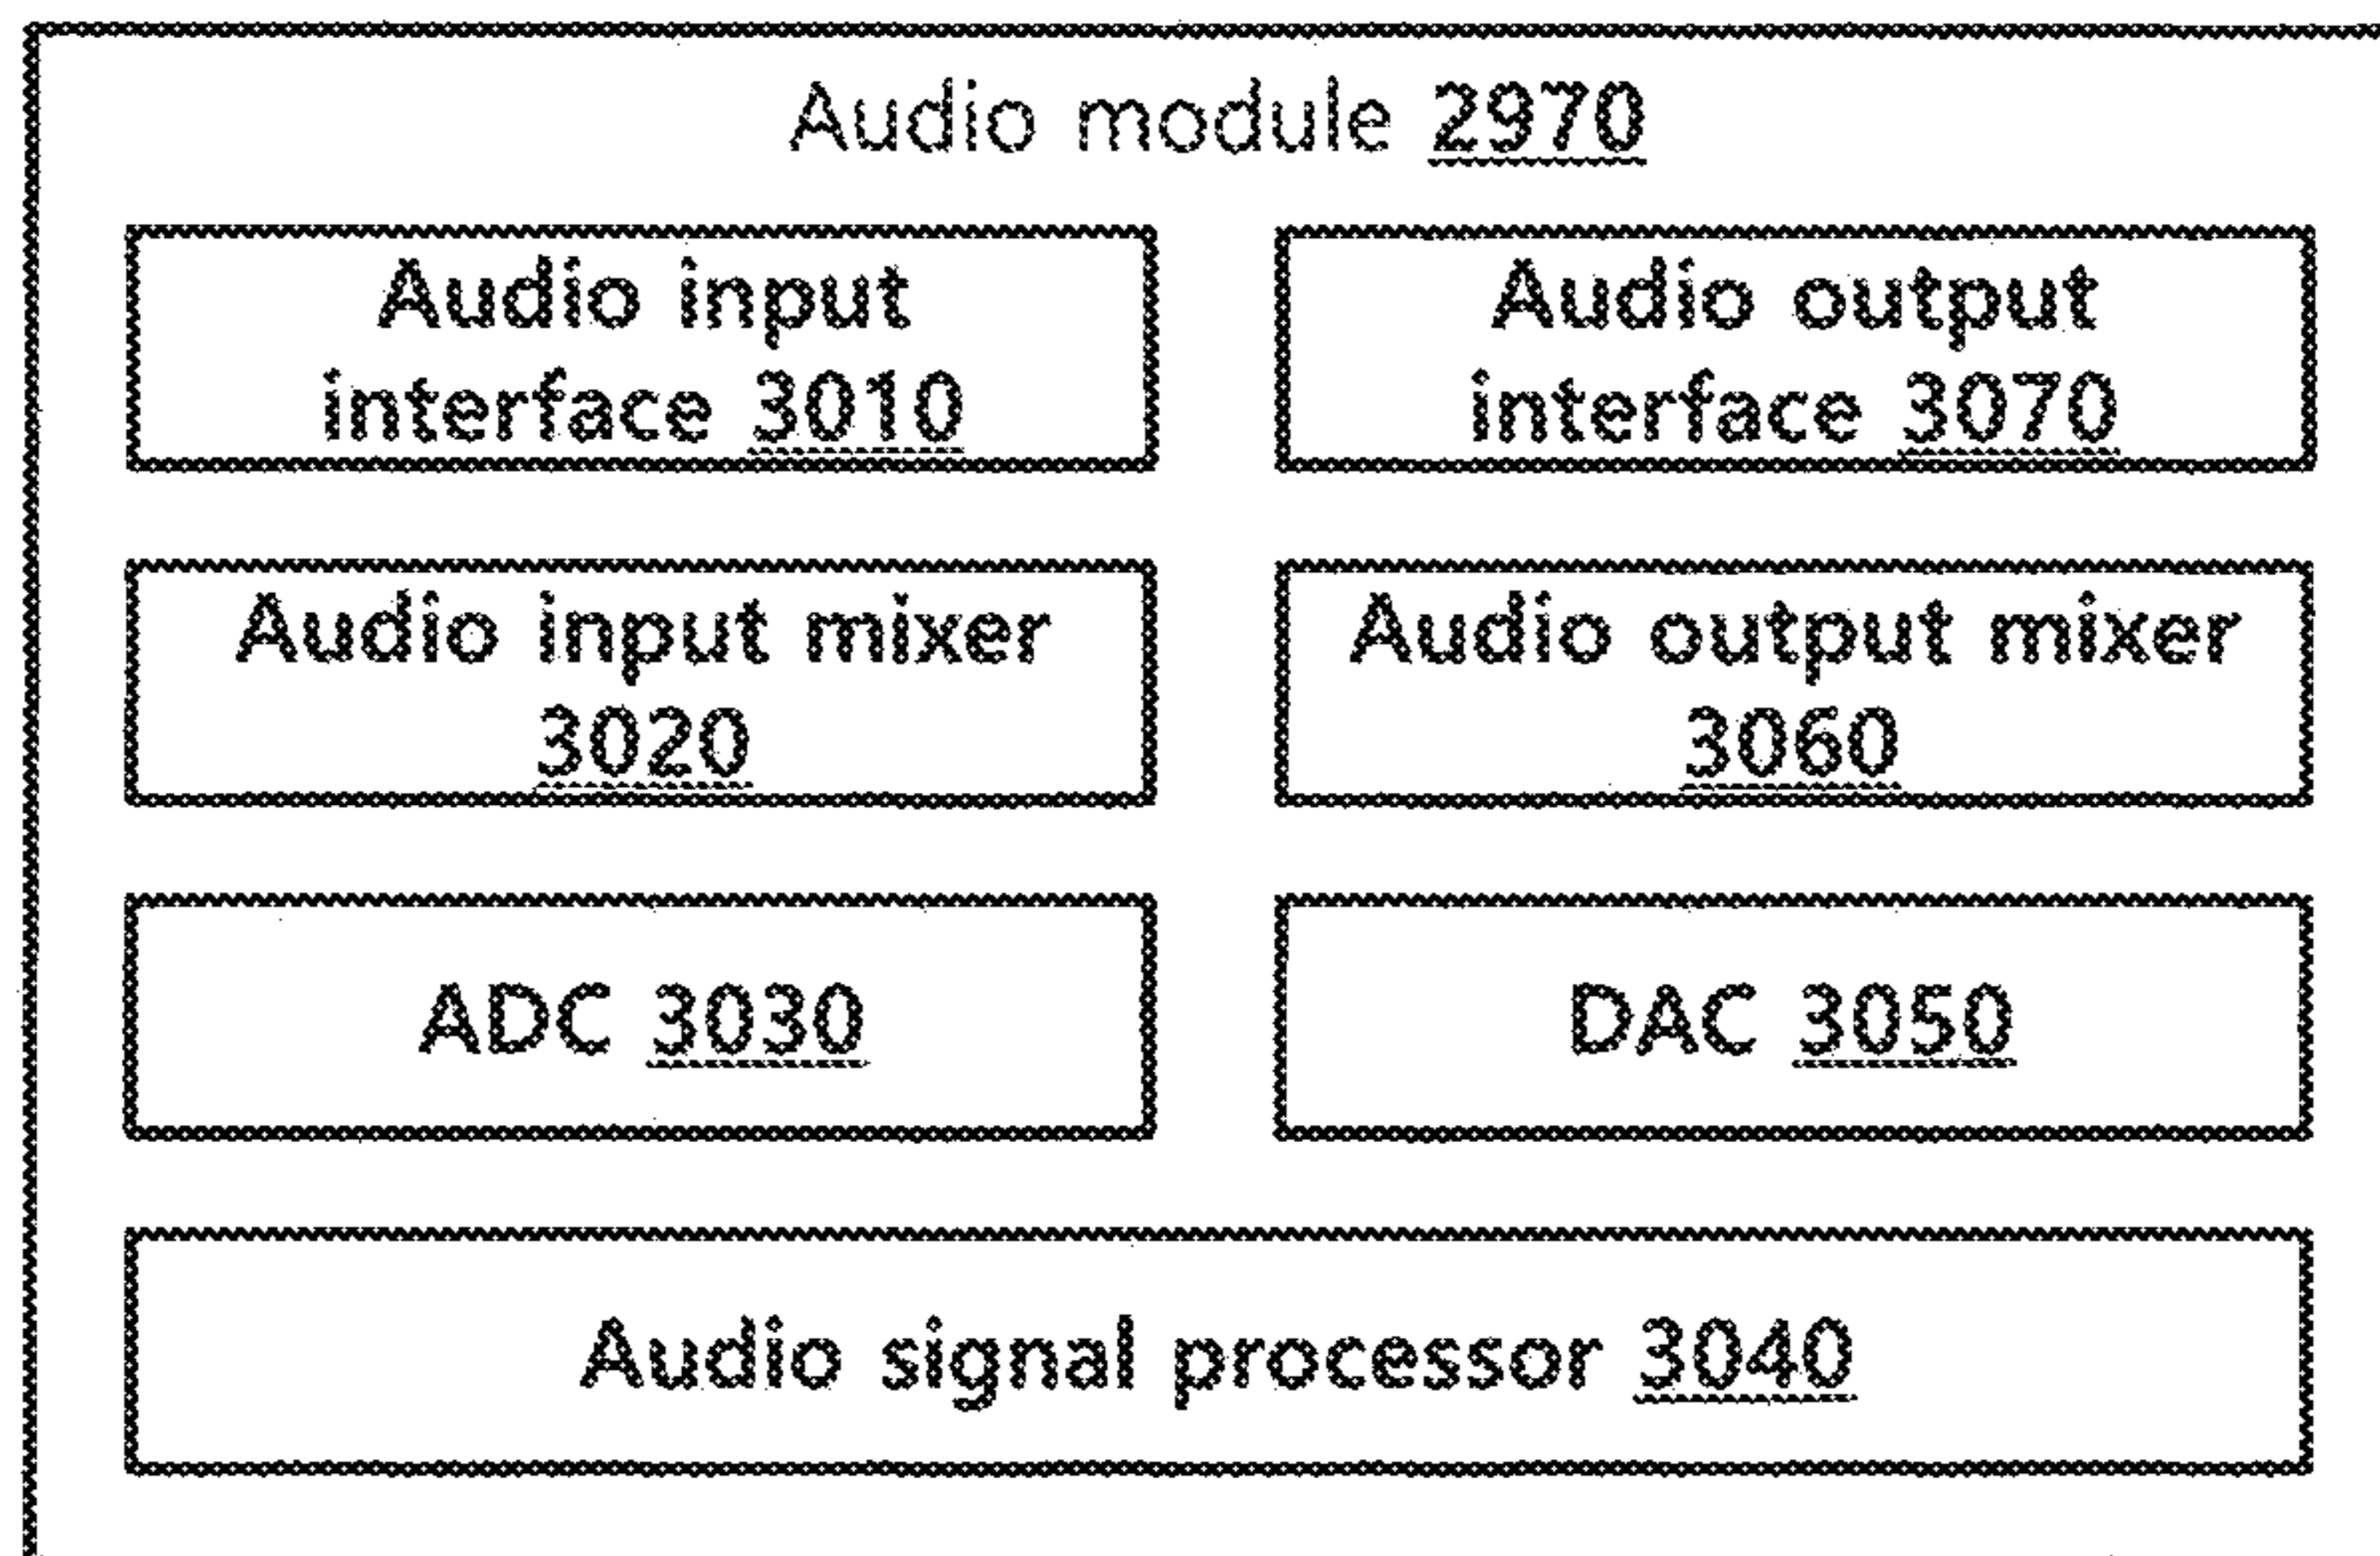 Audio module 2970
Audio input
interface 3010
Audio output
interface 3070
Audio input mixer
3020
Audio output mixer
3060
ADC 3030
DAC 3050
Audio signal processor 3040